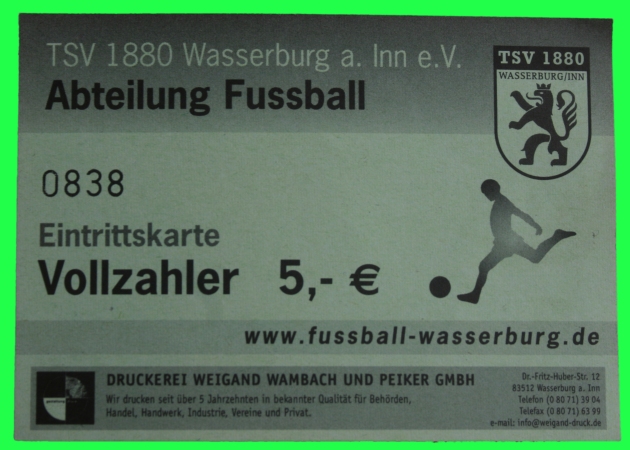 TSV 1880 Wasserburg a. Inn e.V.
Abteilung Fussball
TSV 1880
WASSERBURG/INN
0838
Eintrittskarte
Vollzahler 5,- €
www.fussball-wasserburg.de
DRUCKEREI WEIGAND WAMBACH UND PEIKER GMBH
Wir drucken seit über 5 Jahrzehnten in bekannter Qualität für Behörden,
Handel, Handwerk, Industrie, Vereine und Privat.
Dr.-Fritz-Huber-Str. 12
83512 Wasserburg a. Inn
Telefon (0 80 71) 39 04
Telefax (0 80 71) 63 99
e-mail: info@weigand-druck.de